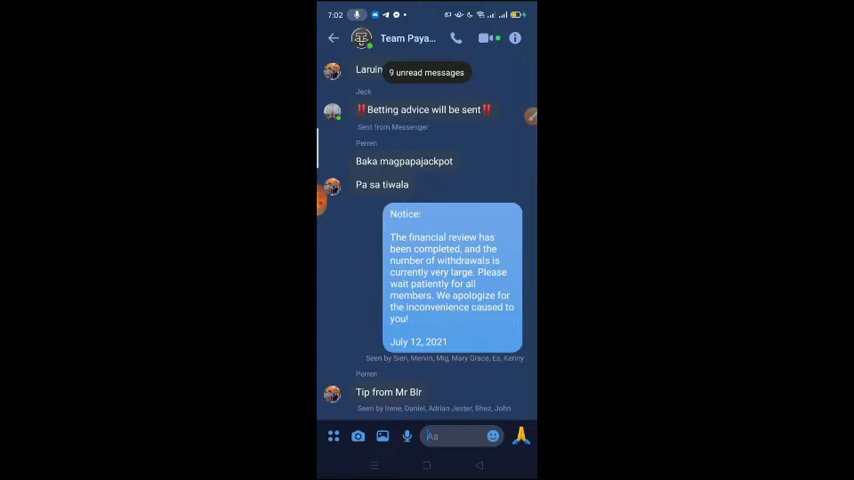 7:02
Team Paya...
Laruin
9 unread messages
Jeck
‼Betting advice will be sent‼
Sent from Messenger
Perren
Baka magpapajackpot
Pa sa tiwala
Notice:
The financial review has
been completed, and the
number of withdrawals is
currently very large. Please
wait patiently for all
members. We apologize for
the inconvenience caused to
you!
July 12, 2021
Seen by Sien, Mervin, Mig, Mary Grace, Es, Kenny
Perren
Tip from Mr BIr
Seen by Irene, Daniel, Adrian Jester, Bhez, John
Aa